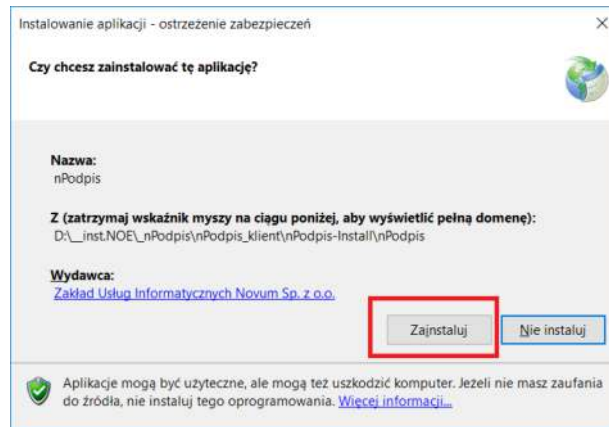 Instalowanie aplikacji - ostrzeżenie zabezpieczeń
Czy chcesz zainstalować tę aplikację?
Nazwa:
nPodpis
Z (zatrzymaj wskaźnik myszy na ciągu poniżej, aby wyświetlić pełną domenę):
D:\__inst.NOE\_nPodpis\nPodpis_klient\nPodpis-Install\nPodpis
Wydawca:
Zakład Usług Informatycznych Novum Sp. z o.o.
Zainstaluj
Nie instaluj
Aplikacje mogą być użyteczne, ale mogą też uszkodzić komputer. Jeżeli nie masz zaufania
do źródła, nie instaluj tego oprogramowania. Więcej informacji...